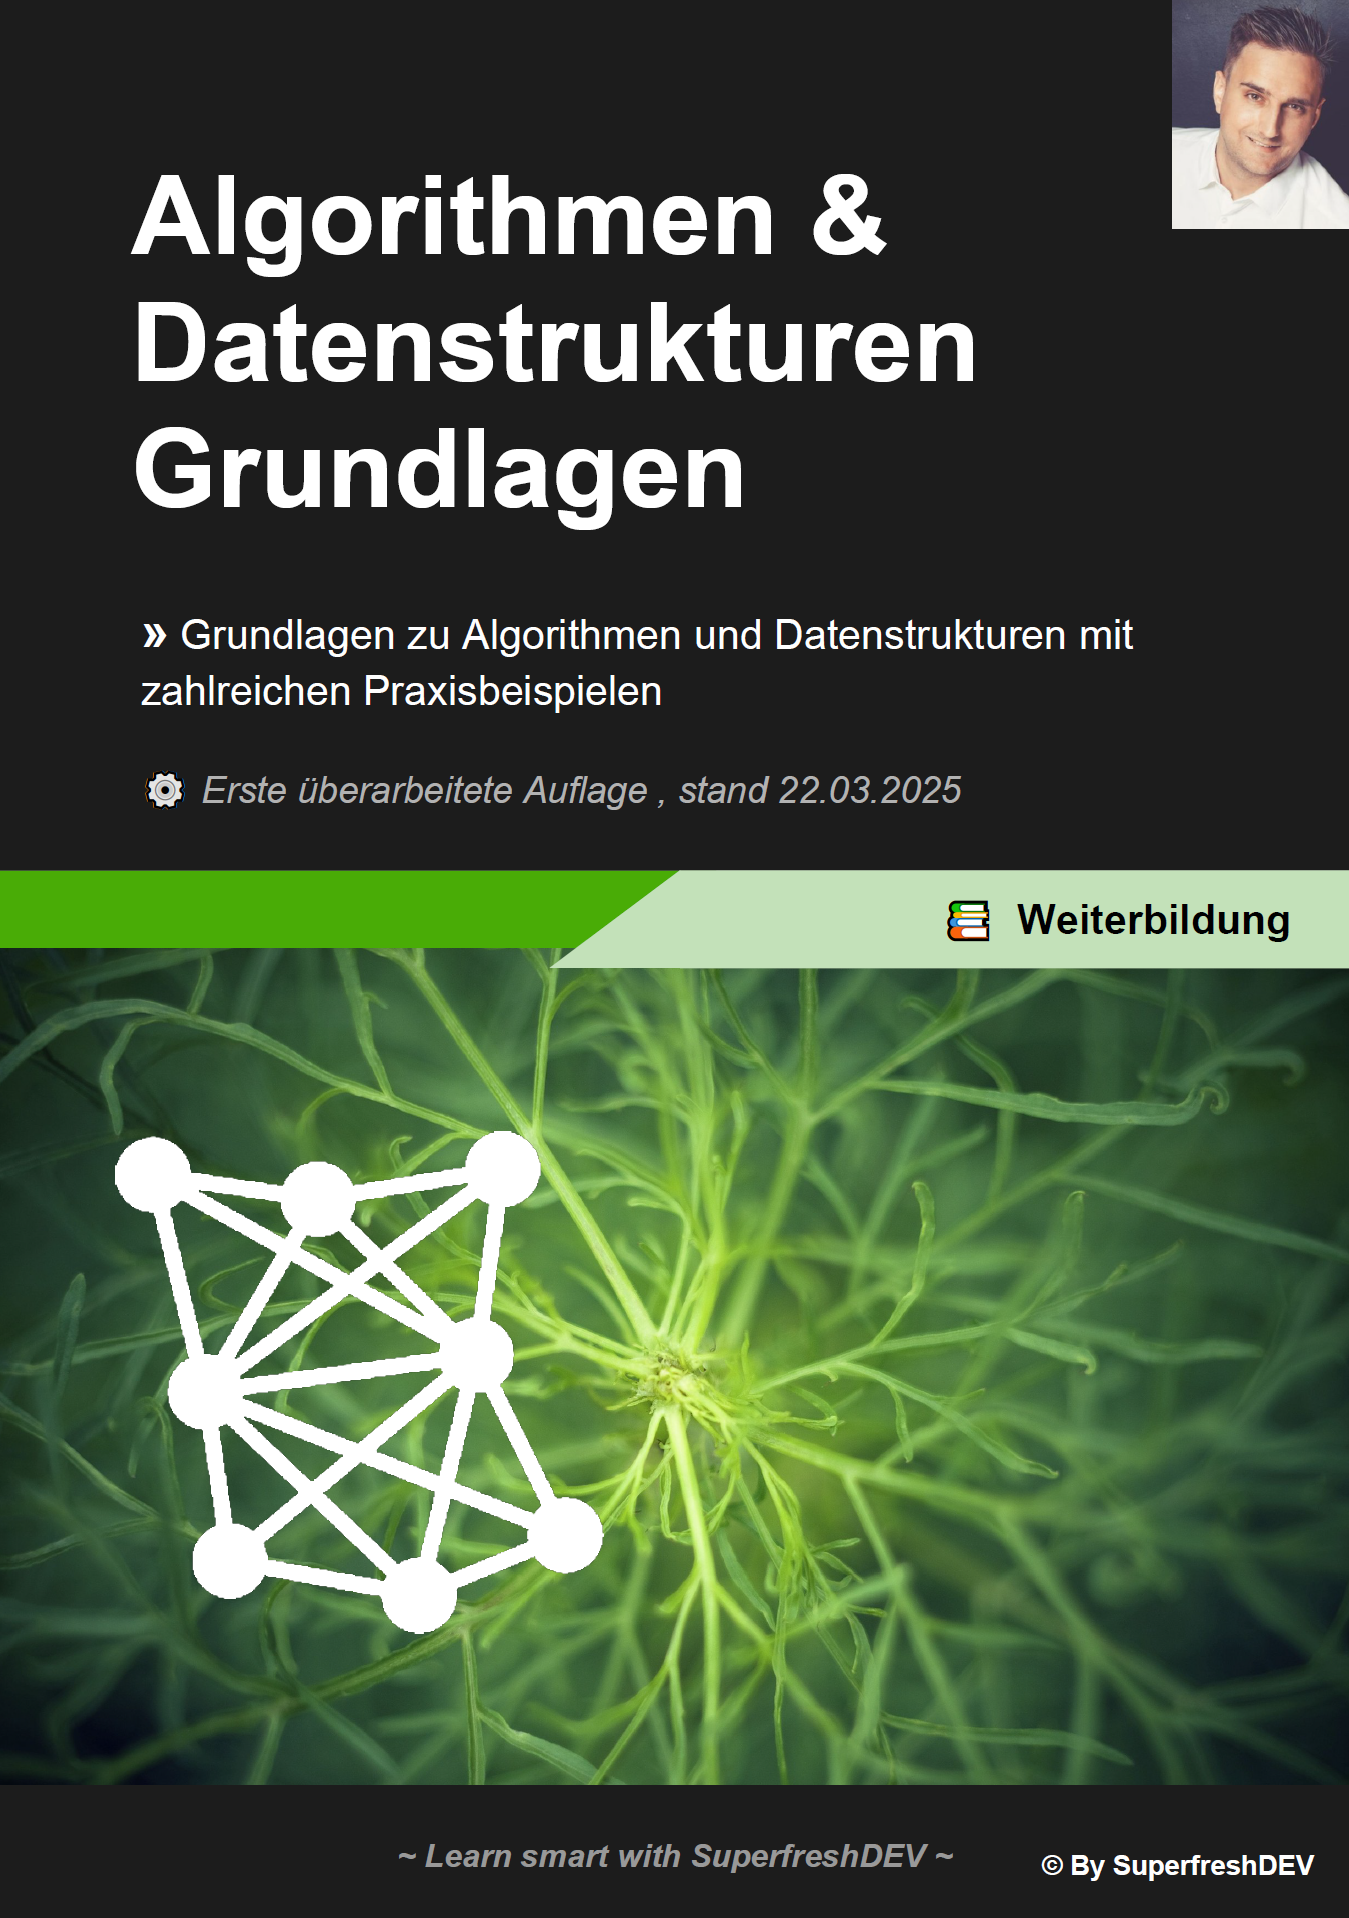 Algorithmen &
Datenstrukturen
Grundlagen
» Grundlagen zu Algorithmen und Datenstrukturen mit
zahlreichen Praxisbeispielen
Erste überarbeitete Auflage , stand 22.03.2025
Weiterbildung
~ Learn smart with SuperfreshDEV ~
© By SuperfreshDEV